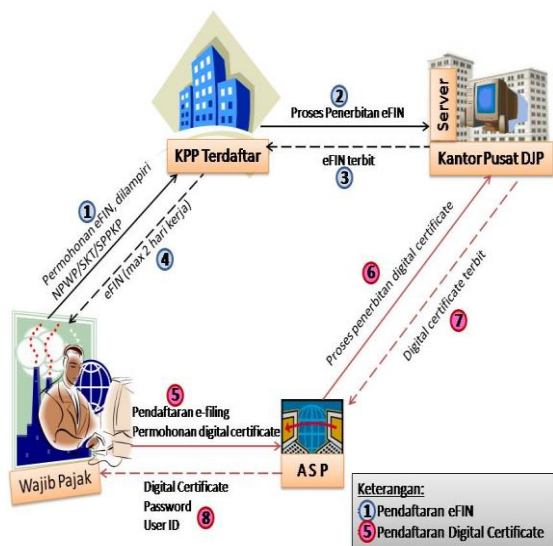 2
Proses Penerbitan eFIN
Server
KPP Terdaftar
eFIN terbit
3
Kantor Pusat DJP
1
Permohonan eFIN, dilampiri
NPWP/SKT/SPPKP
4
eFIN (max 2 hari kerja)
6
Proses penerbitan digital certificate
7
Digital certificate terbit
5
Pendaftaran e-filing
Permohonan digital certificate
Wajib Pajak
ASP
Digital Certificate
Password
User ID
8
Keterangan:
1 Pendaftaran eFIN
5 Pendaftaran Digital Certificate